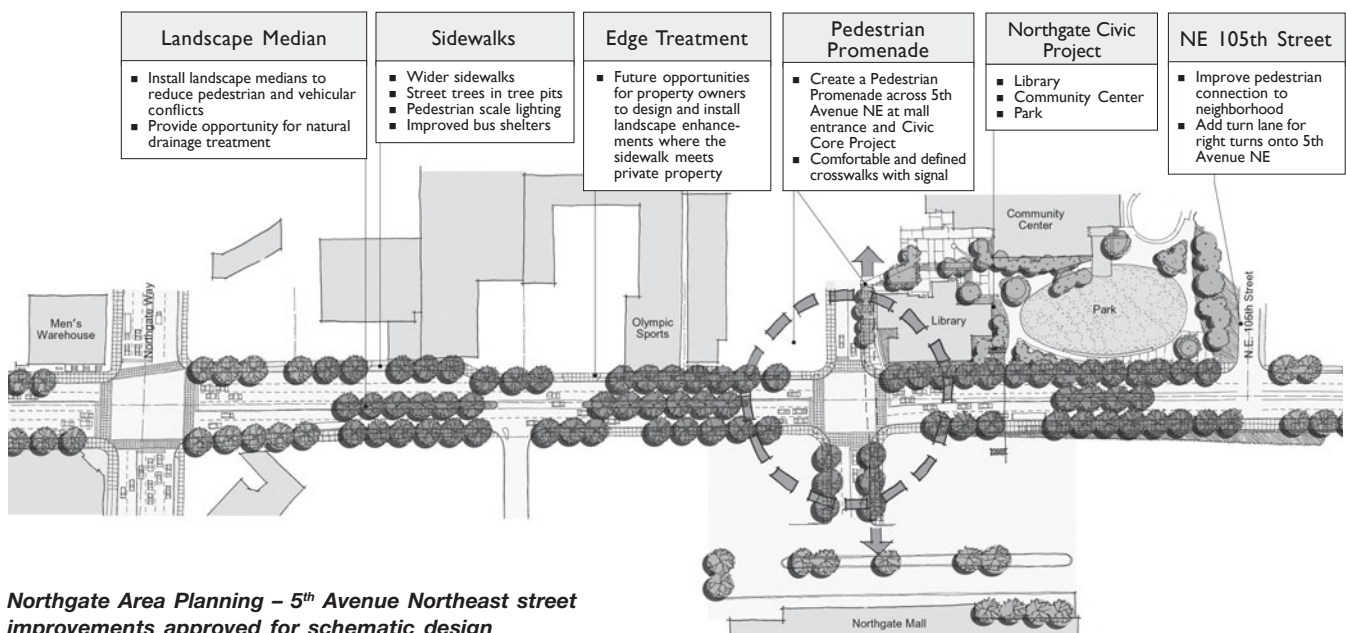 Landscape Median
■ Install landscape medians to
reduce pedestrian and vehicular
conflicts
■ Provide opportunity for natural
drainage treatment
Sidewalks
■ Wider sidewalks
■ Street trees in tree pits
■ Pedestrian scale lighting
■ Improved bus shelters
Edge Treatment
■ Future opportunities
for property owners
to design and install
landscape enhance-
ments where the
sidewalk meets
private property
Pedestrian
Promenade
■ Create a Pedestrian
Promenade across 5th
Avenue NE at mall
entrance and Civic
Core Project
■ Comfortable and defined
crosswalks with signal
Northgate Civic
Project
■ Library
■ Community Center
■ Park
NE 105th Street
■ Improve pedestrian
connection to
neighborhood
■ Add turn lane for
right turns onto 5th
Avenue NE
Men's
Warehouse
Northgate Way
Olympic
Sports
Library
Community
Center
Park
N.E. 105th Street
Northgate Mall
Northgate Area Planning – 5th Avenue Northeast street
improvements approved for schematic design